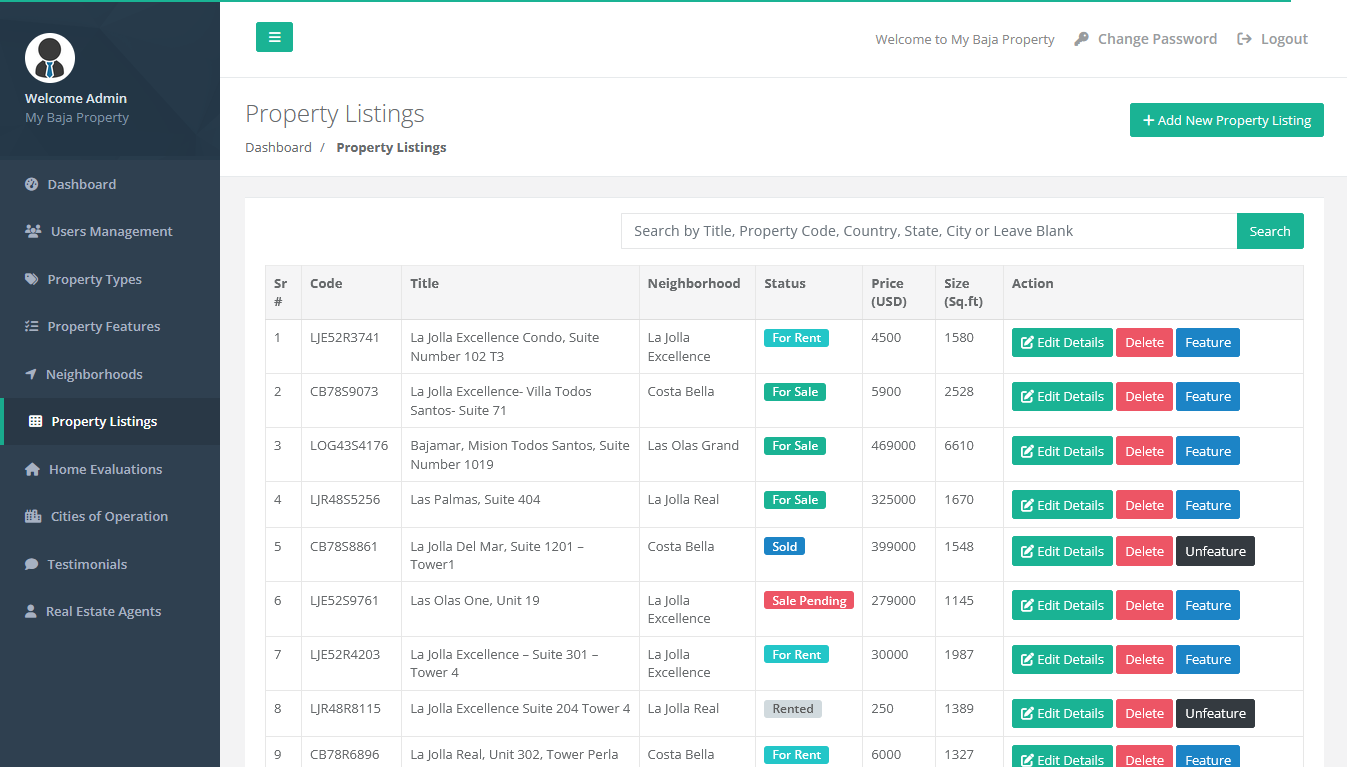 Welcome to My Baja Property
Change Password
Logout
Welcome Admin
My Baja Property
Dashboard
Users Management
Property Types
Property Features
Neighborhoods
Property Listings
Home Evaluations
Cities of Operation
Testimonials
Real Estate Agents
Property Listings
Dashboard / Property Listings
+ Add New Property Listing
Search by Title, Property Code, Country, State, City or Leave Blank
Search
Sr # Code Title Neighborhood Status Price (USD) Size (Sq.ft) Action
1 LJE52R3741 La Jolla Excellence Condo, Suite Number 102 T3 La Jolla Excellence For Rent 4500 1580 Edit Details Delete Feature
2 CB78S9073 La Jolla Excellence- Villa Todos Santos- Suite 71 Costa Bella For Sale 5900 2528 Edit Details Delete Feature
3 LOG43S4176 Bajamar, Mision Todos Santos, Suite Number 1019 Las Olas Grand For Sale 469000 6610 Edit Details Delete Feature
4 LJR48S5256 Las Palmas, Suite 404 La Jolla Real For Sale 325000 1670 Edit Details Delete Feature
5 CB78S8861 La Jolla Del Mar, Suite 1201 – Tower1 Costa Bella Sold 399000 1548 Edit Details Delete Unfeature
6 LJE52S9761 Las Olas One, Unit 19 La Jolla Excellence Sale Pending 279000 1145 Edit Details Delete Feature
7 LJE52R4203 La Jolla Excellence – Suite 301 – Tower 4 La Jolla Excellence For Rent 30000 1987 Edit Details Delete Feature
8 LJR48R8115 La Jolla Excellence Suite 204 Tower 4 La Jolla Real Rented 250 1389 Edit Details Delete Unfeature
9 CB78R6896 La Jolla Real, Unit 302, Tower Perla Costa Bella For Rent 6000 1327 Edit Details Delete Feature